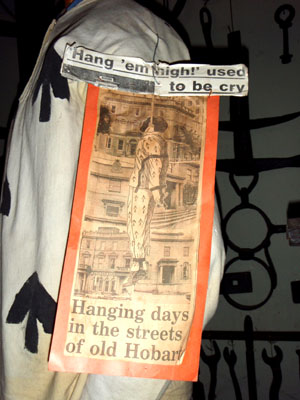 'Hang 'em high!' used
to be cry
Hanging days
in the streets
of old Hobart